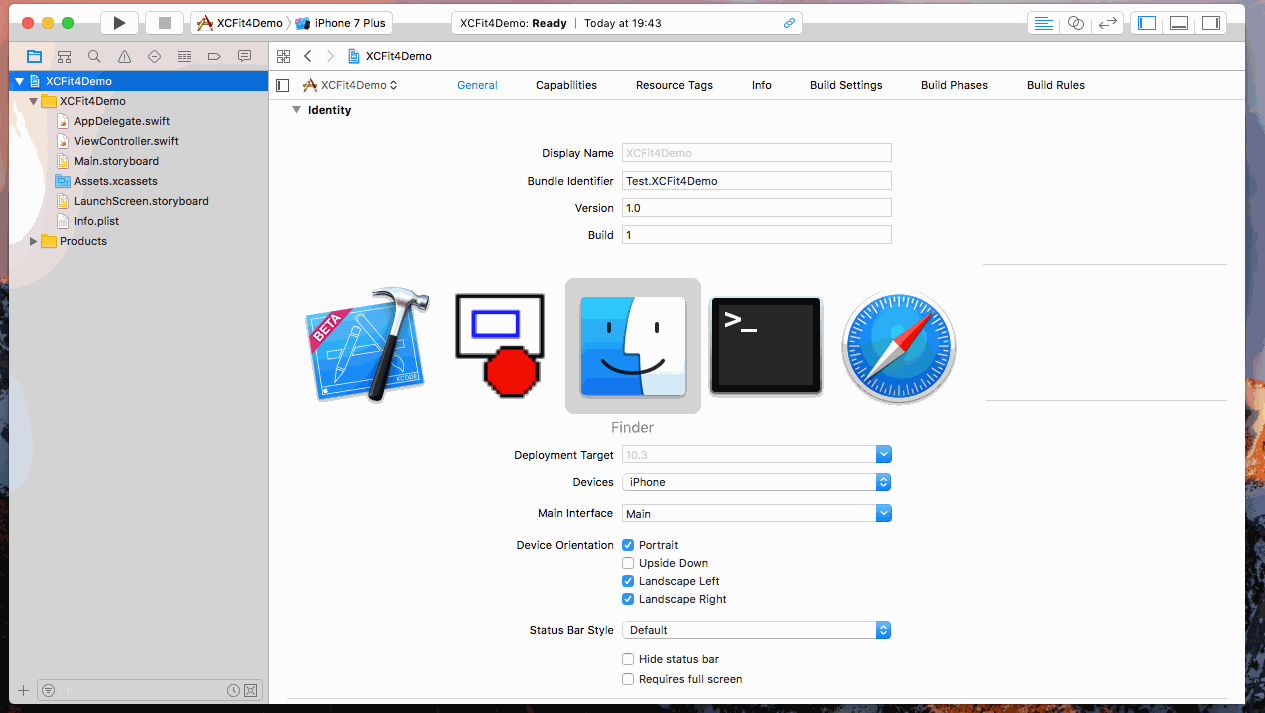 XCFit4Demo iPhone 7 Plus
XCFit4Demo: Ready Today at 19:43
XCFit4Demo
XCFit4Demo
AppDelegate.swift
ViewController.swift
Main.storyboard
Assets.xcassets
LaunchScreen.storyboard
Info.plist
Products
XCFit4Demo
XCFit4Demo General Capabilities Resource Tags Info Build Settings Build Phases Build Rules
Identity
Display Name XCFit4Demo
Bundle Identifier Test.XCFit4Demo
Version 1.0
Build 1
BETA
XCODE
>_
Finder
Deployment Target 10.3
Devices iPhone
Main Interface Main
Device Orientation Portrait
Upside Down
Landscape Left
Landscape Right
Status Bar Style Default
Hide status bar
Requires full screen